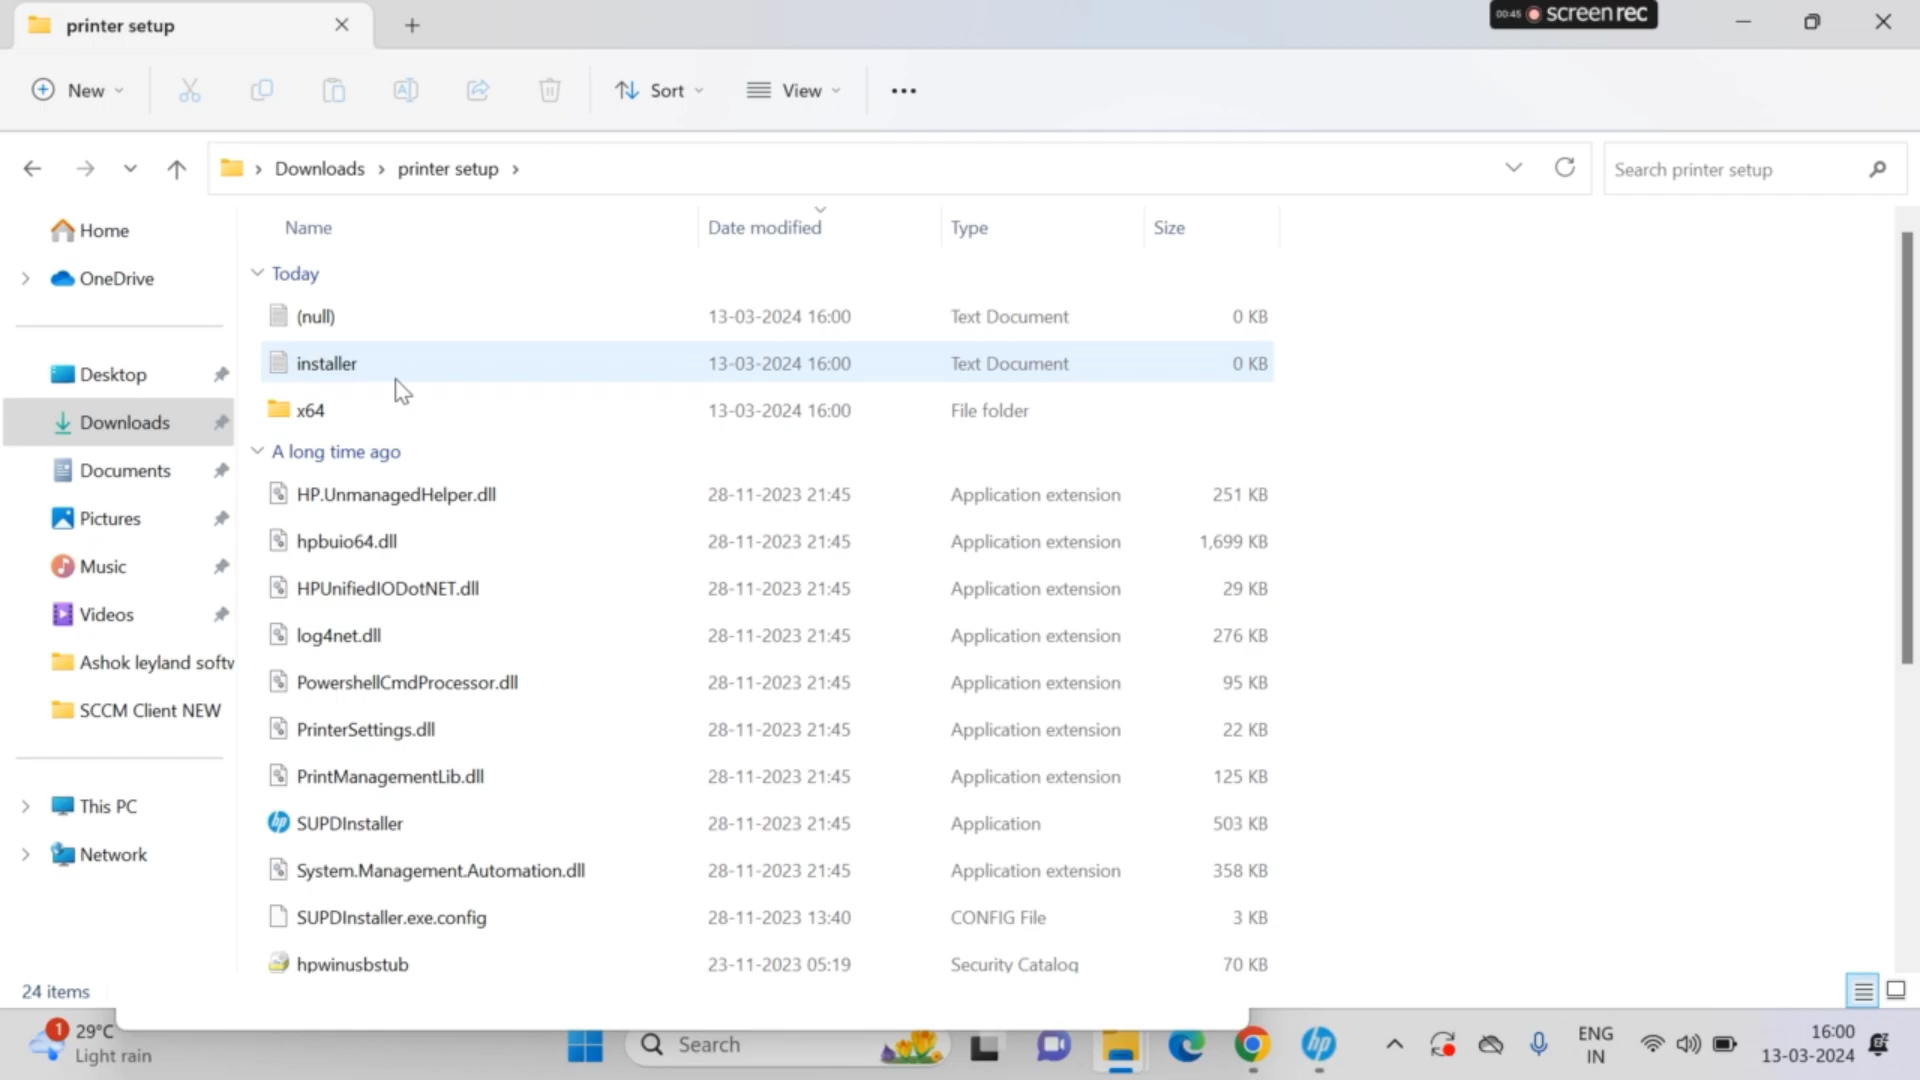 printer setup
00:45 screenrec
New
Sort
View
Downloads > printer setup >
Search printer setup
Home
OneDrive
Desktop
Downloads
Documents
Pictures
Music
Videos
Ashok leyland softw
SCCM Client NEW
This PC
Network
Name Date modified Type Size
Today
(null) 13-03-2024 16:00 Text Document 0 KB
installer 13-03-2024 16:00 Text Document 0 KB
x64 13-03-2024 16:00 File folder
A long time ago
HP.UnmanagedHelper.dll 28-11-2023 21:45 Application extension 251 KB
hpbuio64.dll 28-11-2023 21:45 Application extension 1,699 KB
HPUnifiedIODotNET.dll 28-11-2023 21:45 Application extension 29 KB
log4net.dll 28-11-2023 21:45 Application extension 276 KB
PowershellCmdProcessor.dll 28-11-2023 21:45 Application extension 95 KB
PrinterSettings.dll 28-11-2023 21:45 Application extension 22 KB
PrintManagementLib.dll 28-11-2023 21:45 Application extension 125 KB
SUPDInstaller 28-11-2023 21:45 Application 503 KB
System.Management.Automation.dll 28-11-2023 21:45 Application extension 358 KB
SUPDInstaller.exe.config 28-11-2023 13:40 CONFIG File 3 KB
hpwinusbstub 23-11-2023 05:19 Security Catalog 70 KB
24 items
1
29°C
Light rain
Search
hp
ENG
IN
16:00
13-03-2024